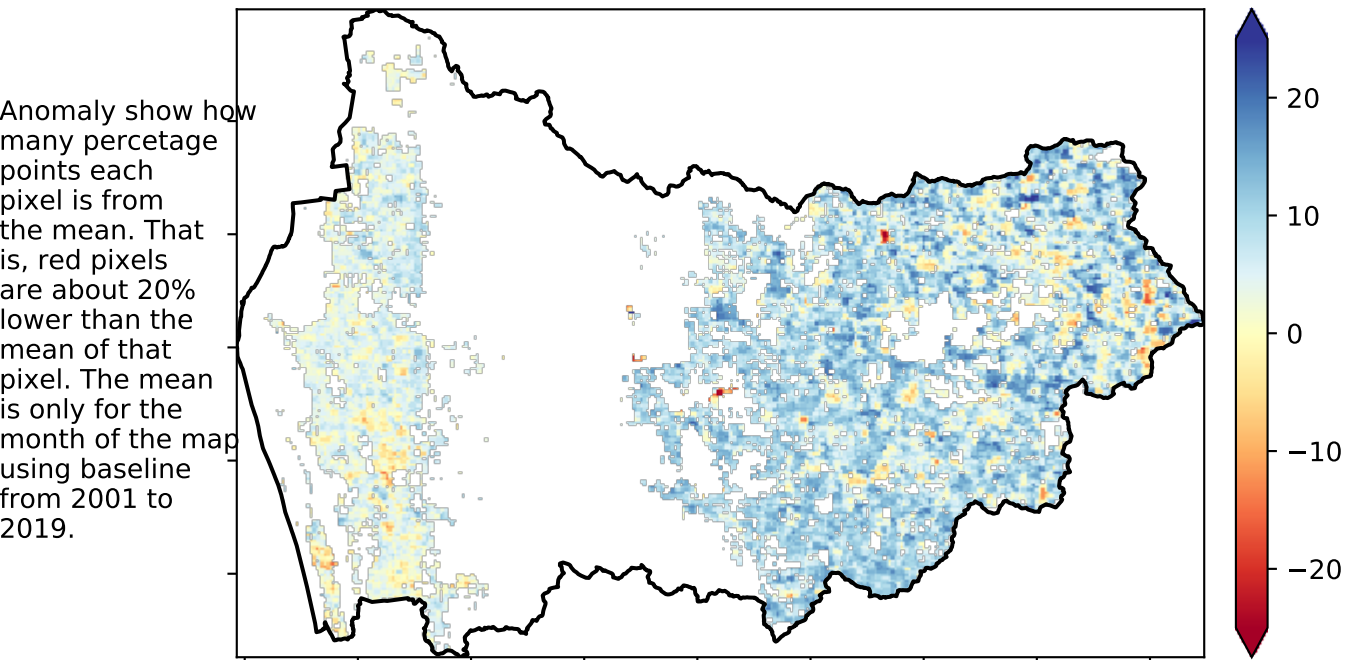 Anomaly show how
many percetage
points each
pixel is from
the mean. That
is, red pixels
are about 20%
lower than the
mean of that
pixel. The mean
is only for the
month of the map
using baseline
from 2001 to
2019.
20
10
0
−10
−20